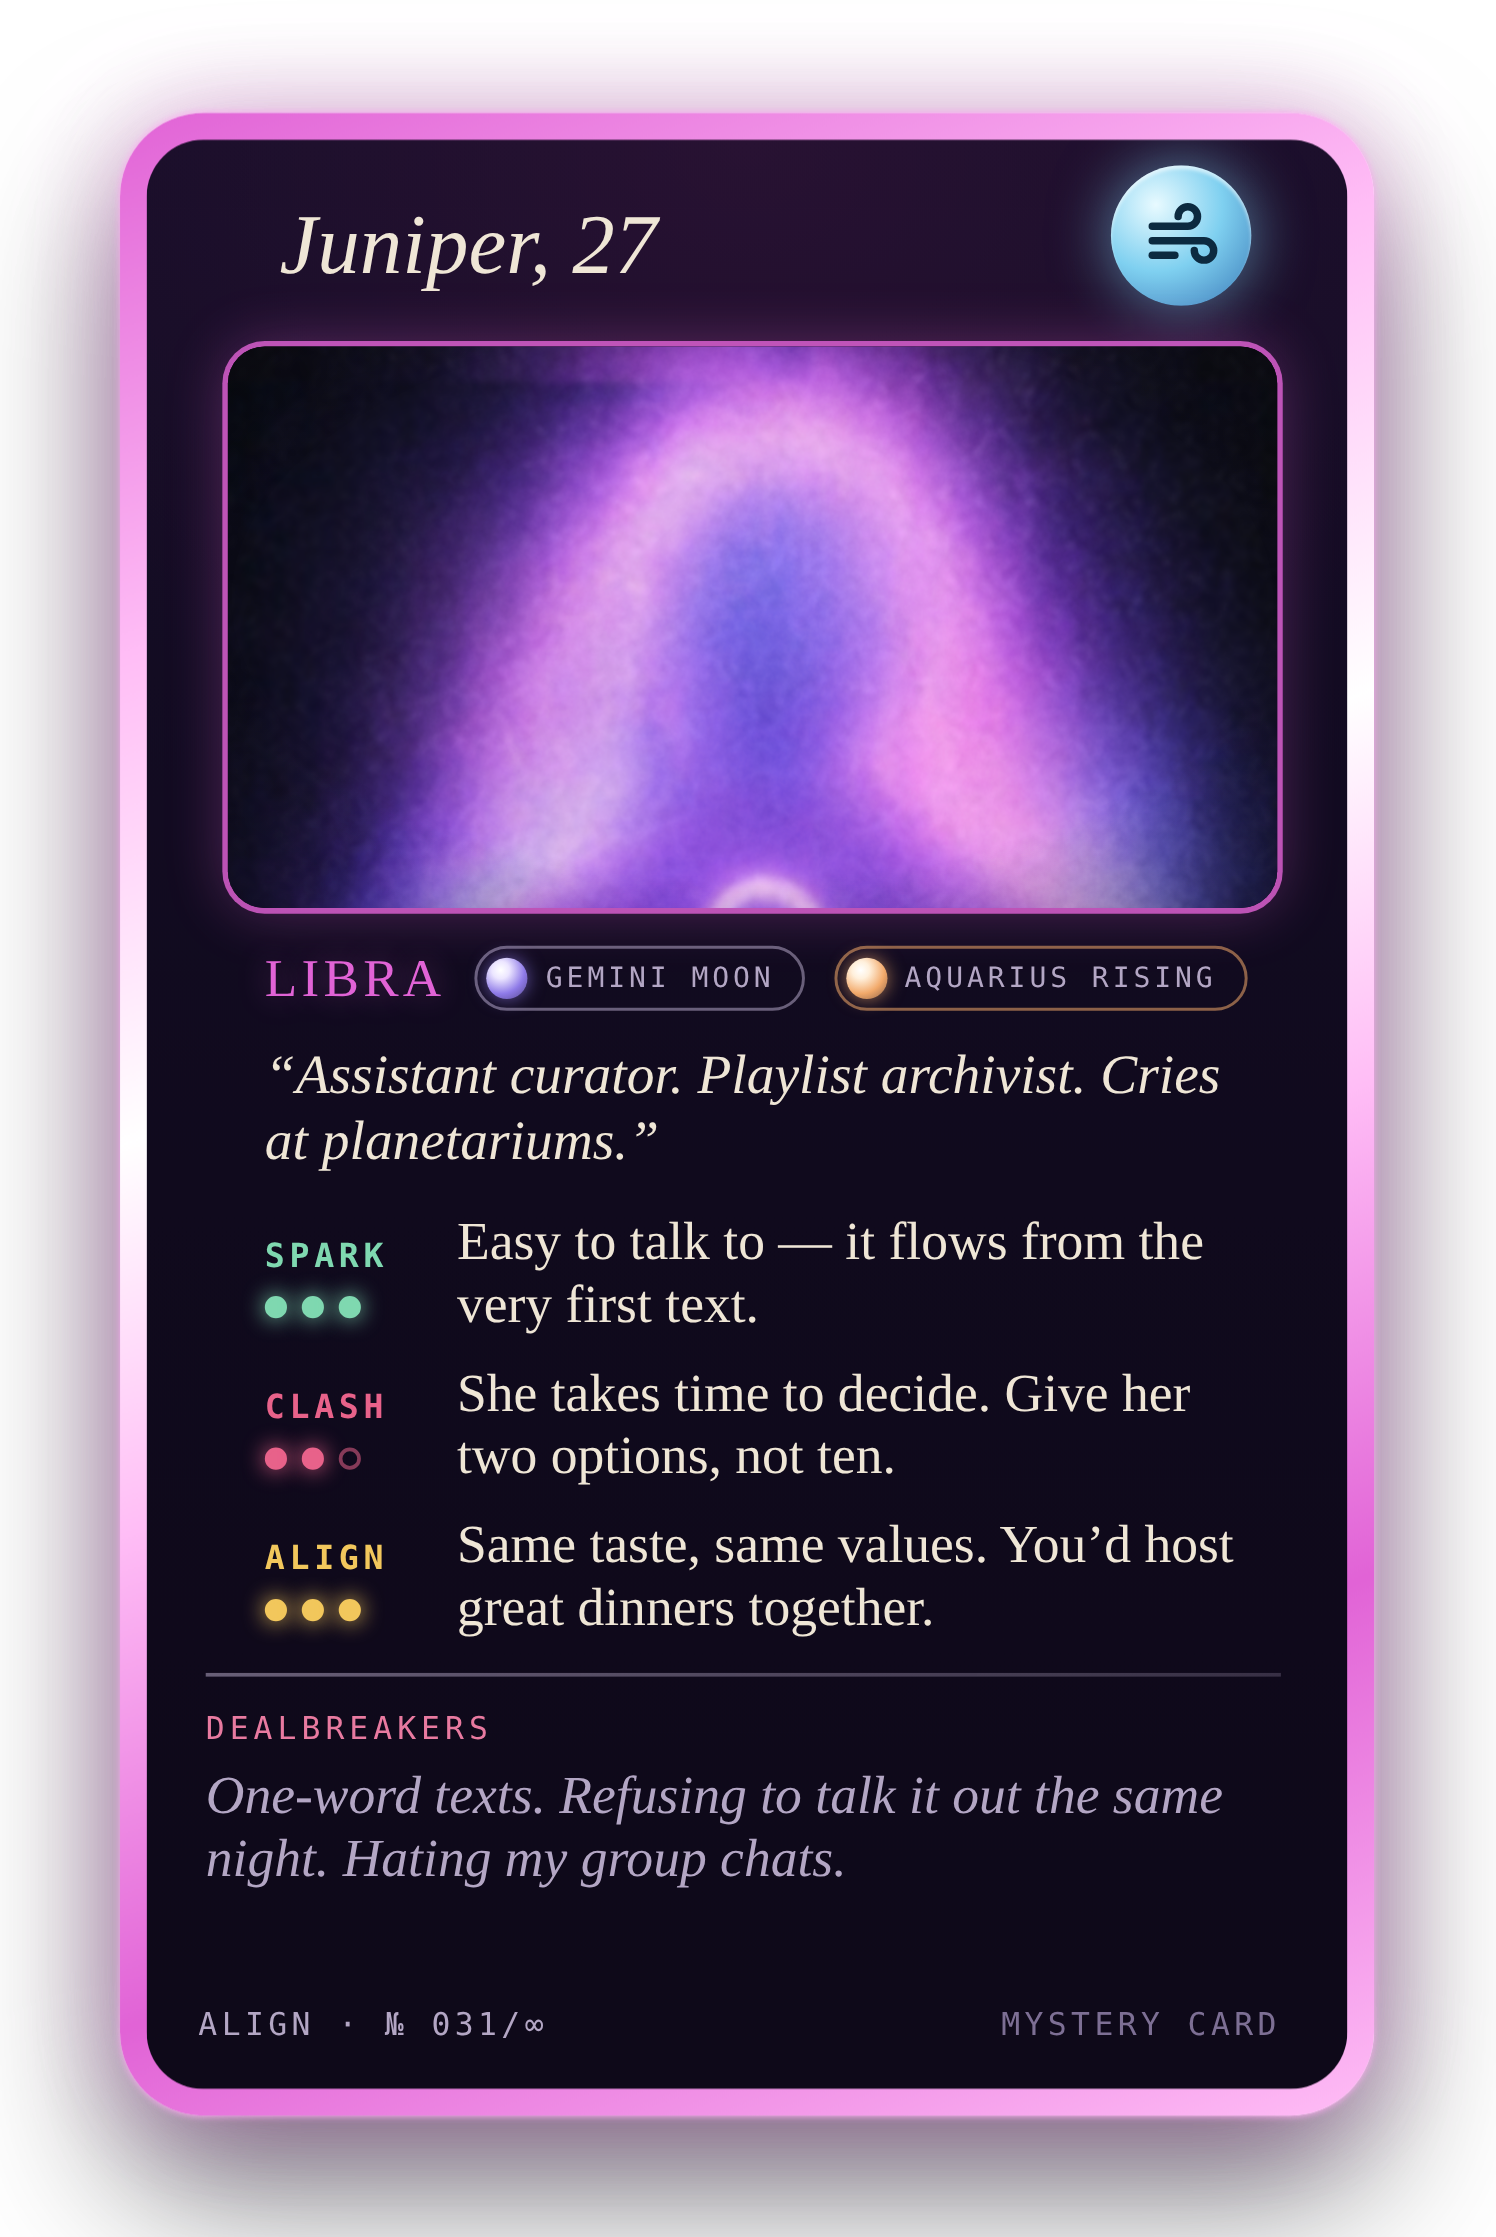 Juniper, 27
LIBRA GEMINI MOON AQUARIUS RISING
“Assistant curator. Playlist archivist. Cries
at planetariums.”
SPARK Easy to talk to — it flows from the
very first text.
CLASH She takes time to decide. Give her
two options, not ten.
ALIGN Same taste, same values. You’d host
great dinners together.
DEALBREAKERS
One-word texts. Refusing to talk it out the same
night. Hating my group chats.
ALIGN · № 031/∞ MYSTERY CARD